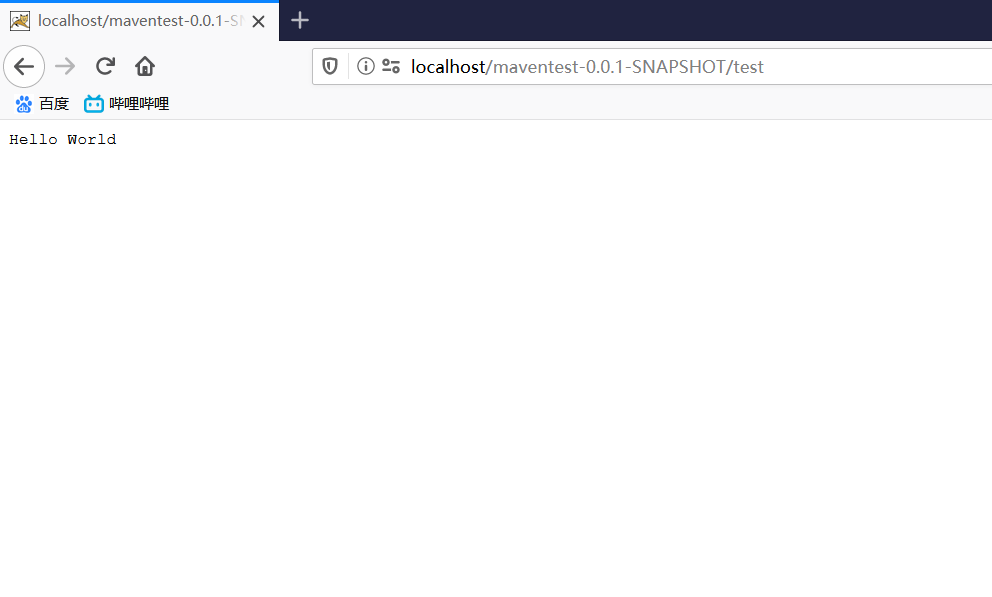 localhost/maventest-0.0.1-SN
localhost/maventest-0.0.1-SNAPSHOT/test
百度 哔哩哔哩
Hello World